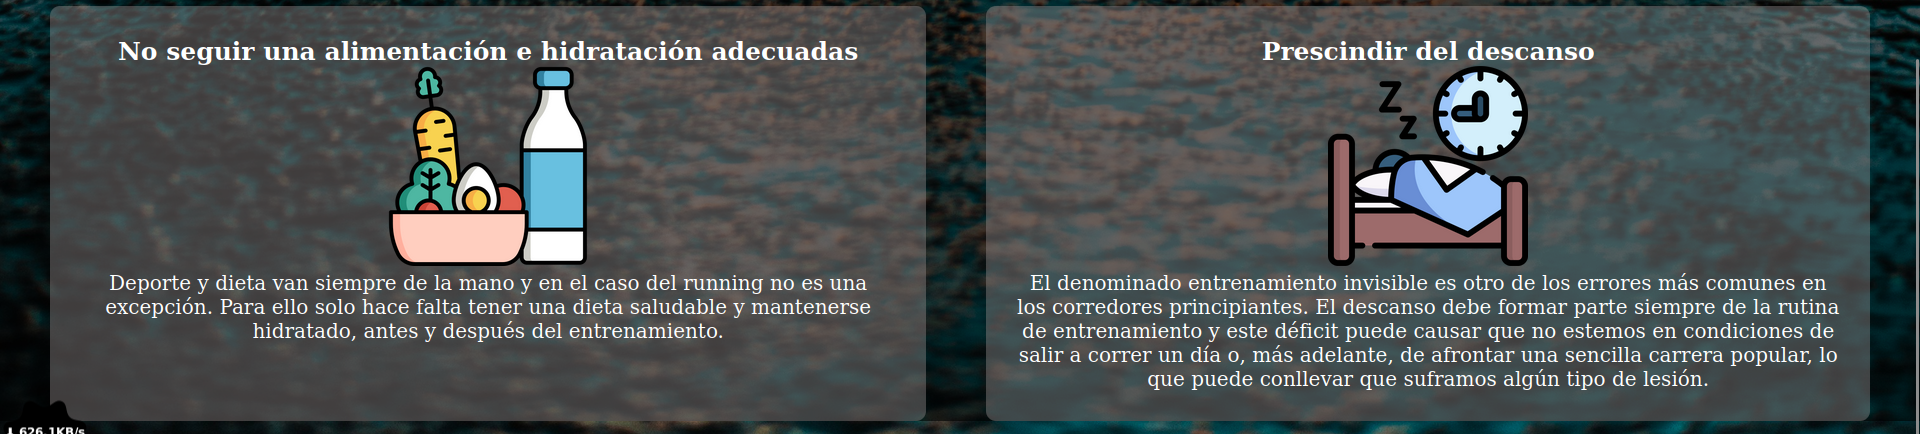 No seguir una alimentación e hidratación adecuadas
Deporte y dieta van siempre de la mano y en el caso del running no es una
excepción. Para ello solo hace falta tener una dieta saludable y mantenerse
hidratado, antes y después del entrenamiento.
Prescindir del descanso
Z
Z
El denominado entrenamiento invisible es otro de los errores más comunes en
los corredores principiantes. El descanso debe formar parte siempre de la rutina
de entrenamiento y este déficit puede causar que no estemos en condiciones de
salir a correr un día o, más adelante, de afrontar una sencilla carrera popular, lo
que puede conllevar que suframos algún tipo de lesión.
626.1KB/s